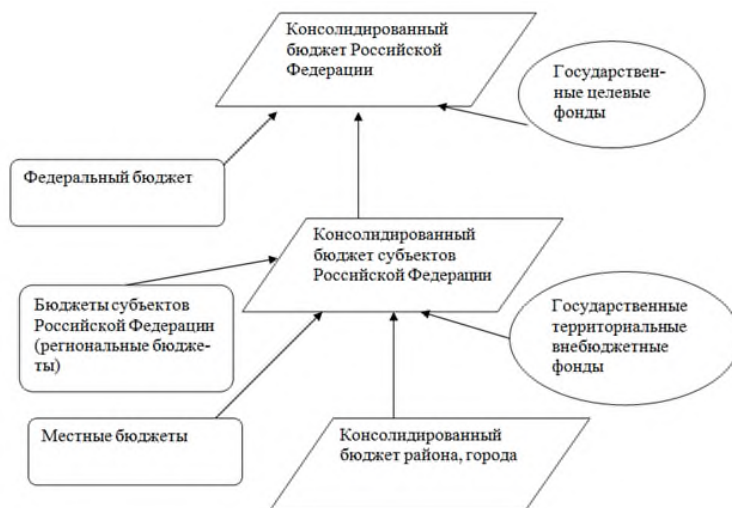 Консолидированный
бюджет Российской
Федерации
Государствен-
ные целевые
фонды
Федеральный бюджет
Консолидированный
бюджет субъектов
Российской Федерации
Бюджеты субъектов
Российской Федерации
(региональные бюдже-
ты)
Государственные
территориальные
внебюджетные
фонды
Местные бюджеты
Консолидированный
бюджет района, города